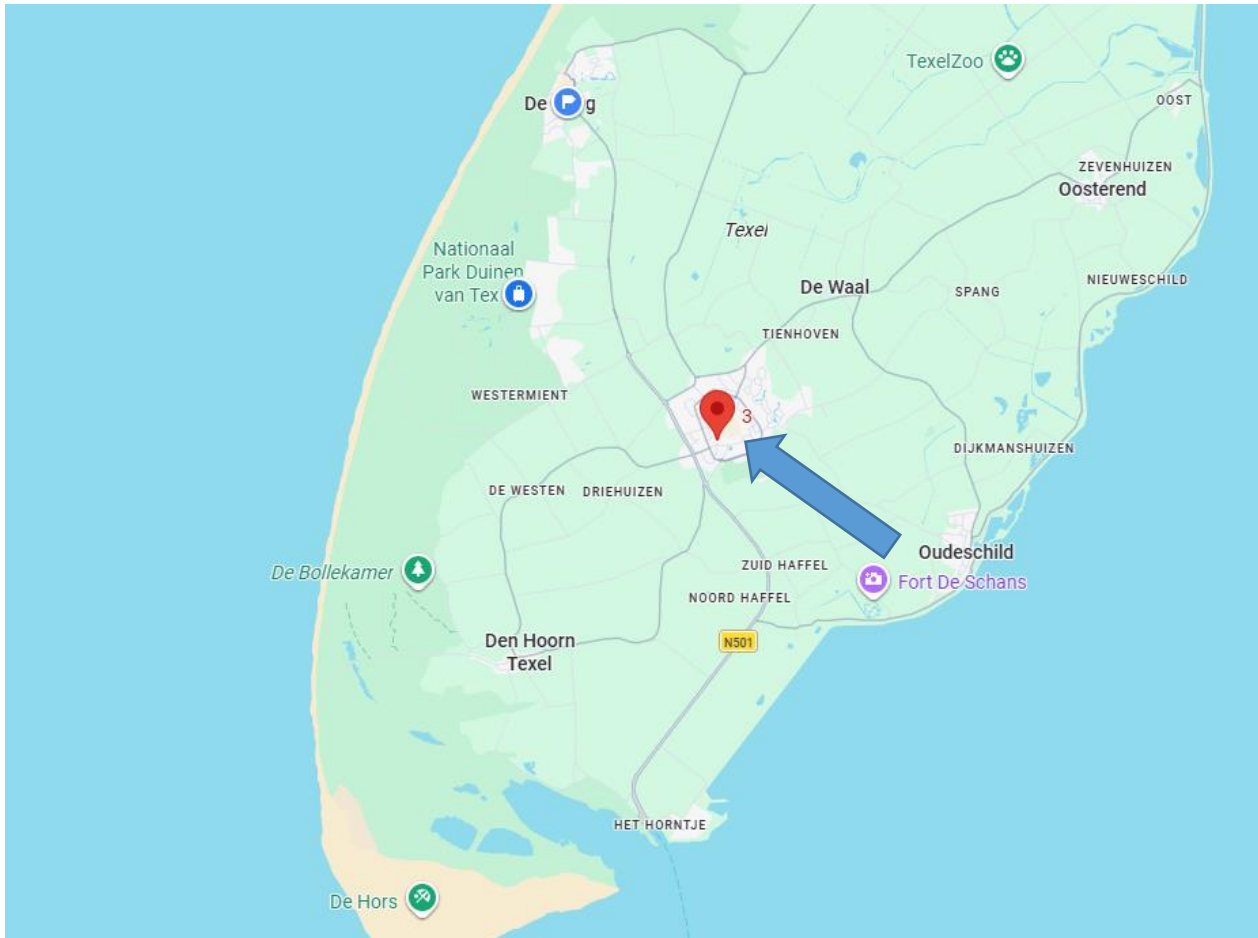 TexelZoo
De
g
OOST
ZEVENHUIZEN
Oosterend
Texel
Nationaal
Park Duinen
van Tex
De Waal
SPANG
NIEUWESCHILD
TIENHOVEN
WESTERMIENT
3
DIJKMANSHUIZEN
DE WESTEN
DRIEHUIZEN
Oudeschild
ZUID HAFFEL
De Bollekamer
Fort De Schans
NOORD HAFFEL
N501
Den Hoorn
Texel
HET HORNTJE
De Hors